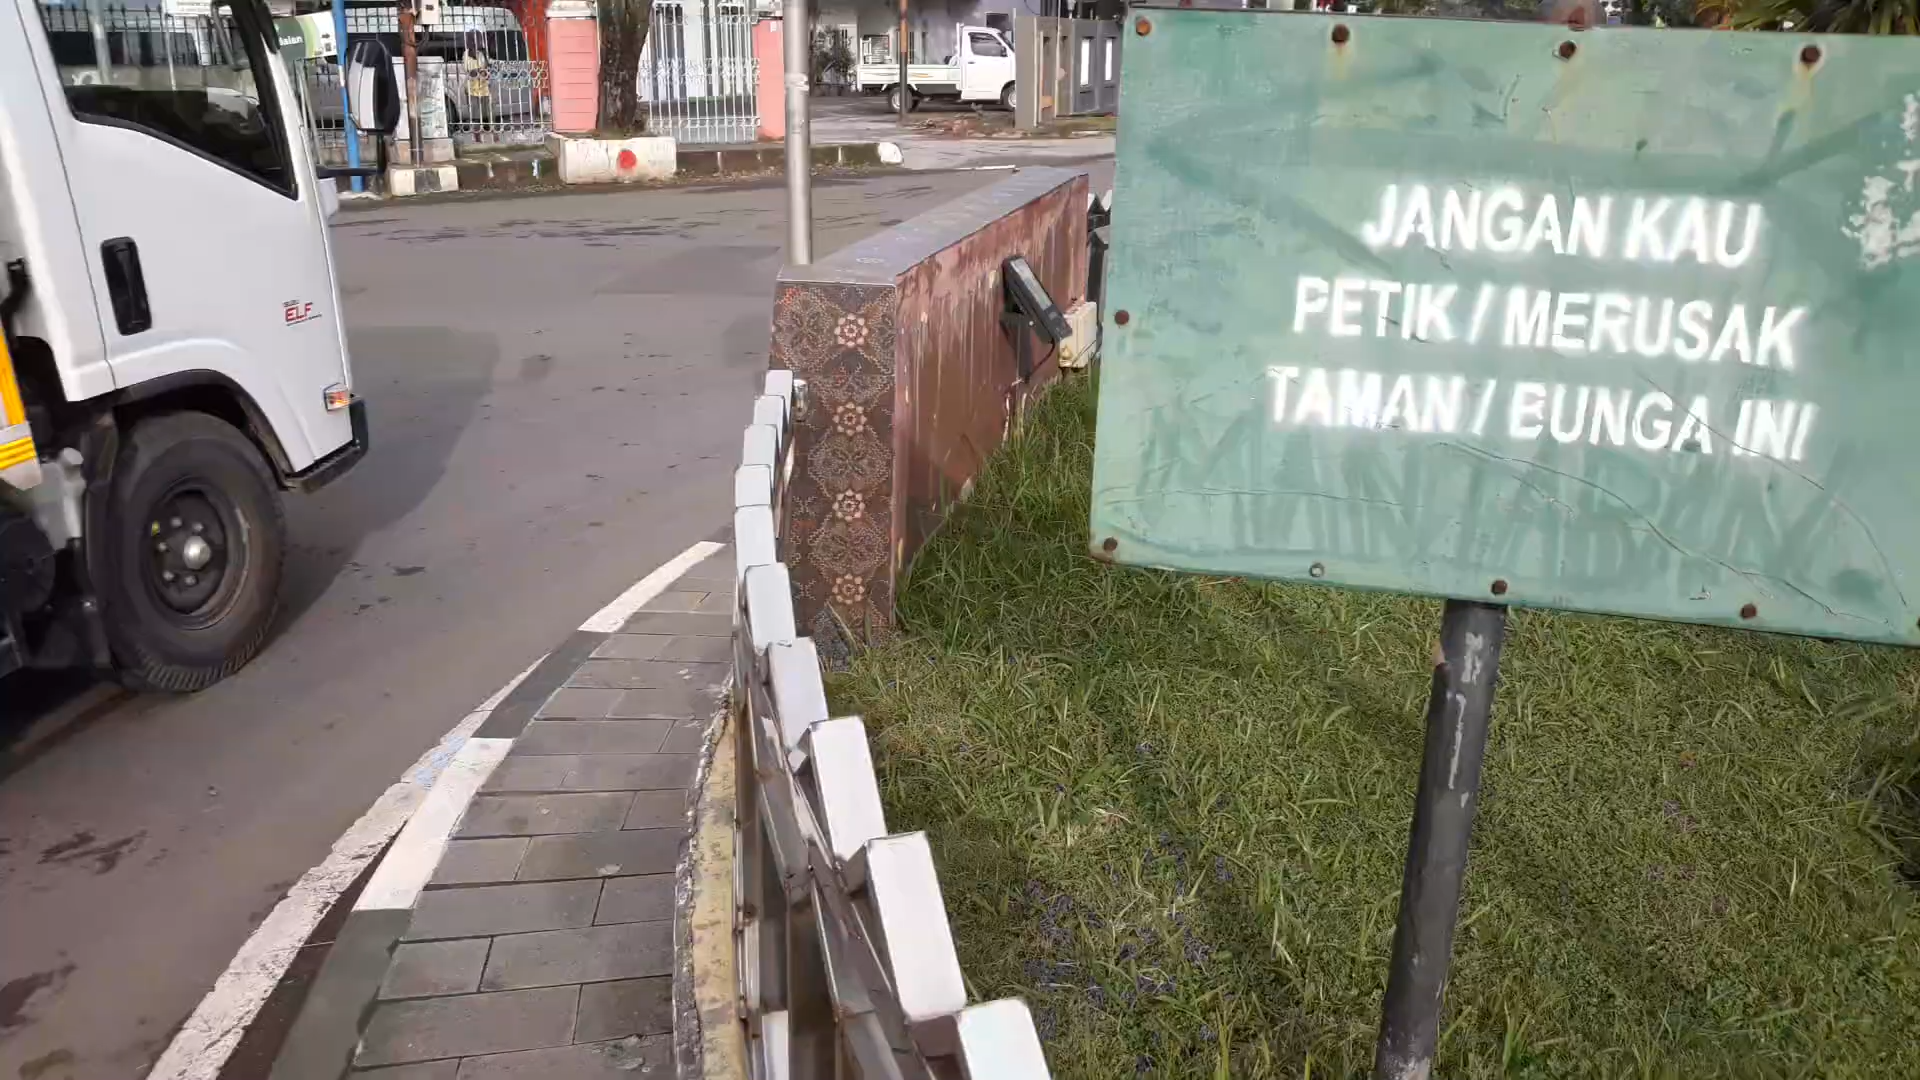 JANGAN KAU
PETIK / MERUSAK
TAMAN / BUNGA INI
ELF